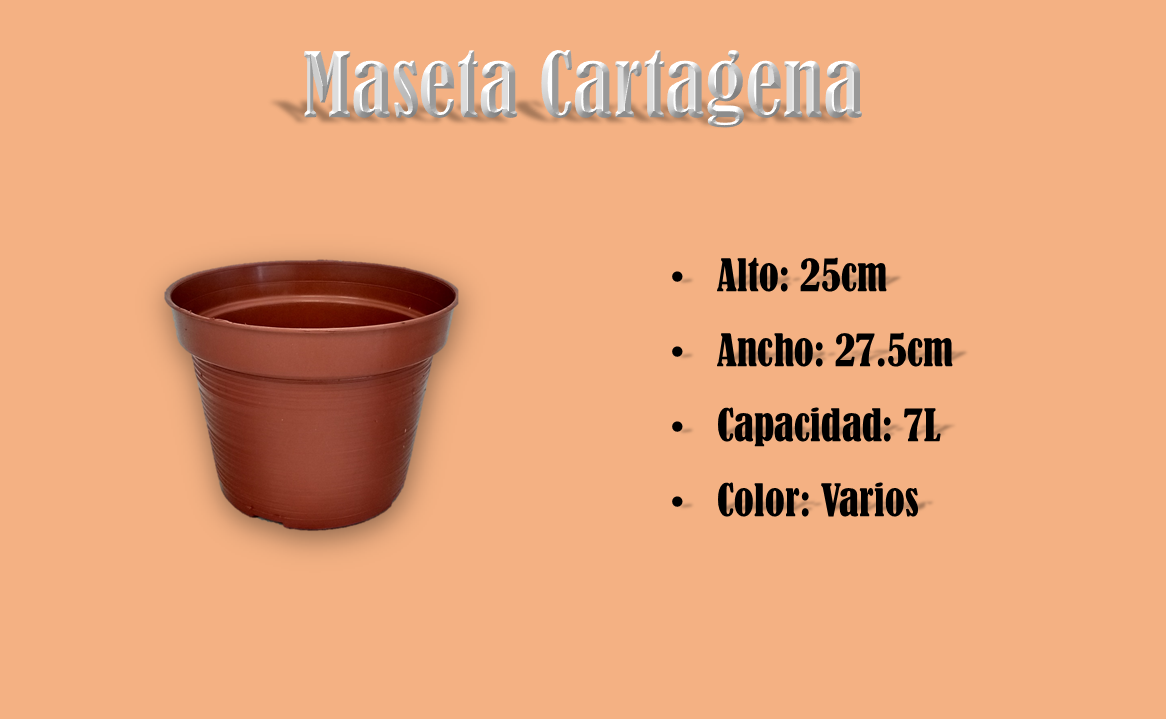 Maseta Cartagena
• Alto: 25cm
• Ancho: 27.5cm
• Capacidad: 7L
• Color: Varios